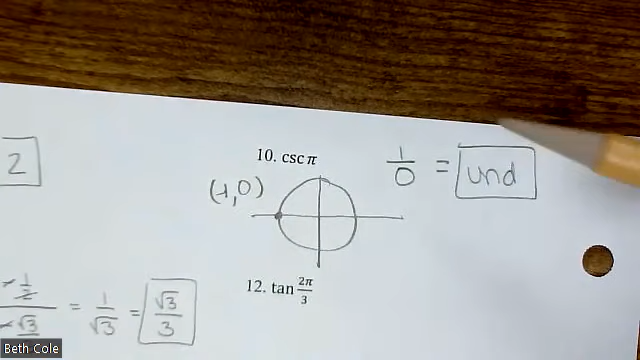 10. csc π
1/0 = und
2
(-1,0)
12. tan 2π/3
= 1/√3 = √3/3
Beth Cole